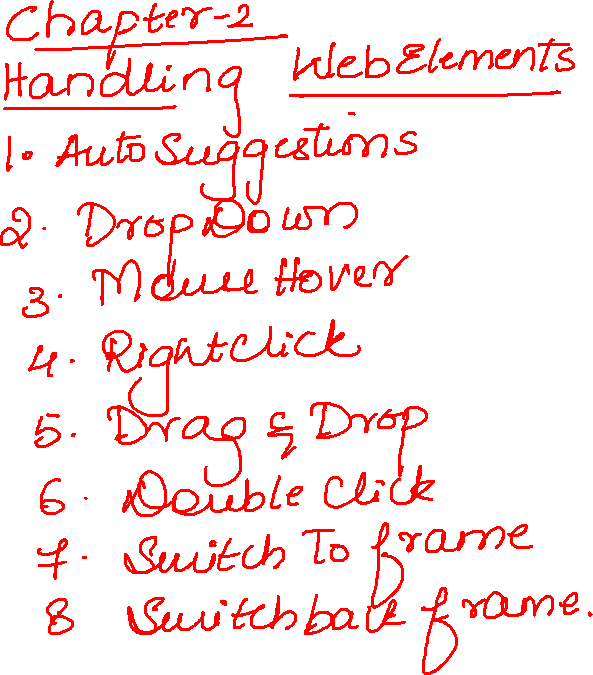 Chapter-2
Handling WebElements
1. AutoSuggestions
2. DropDown
3. Mouse Hover
4. Rightclick
5. Drag & Drop
6. Double Click
7. Switch To frame
8 Switchback frame.